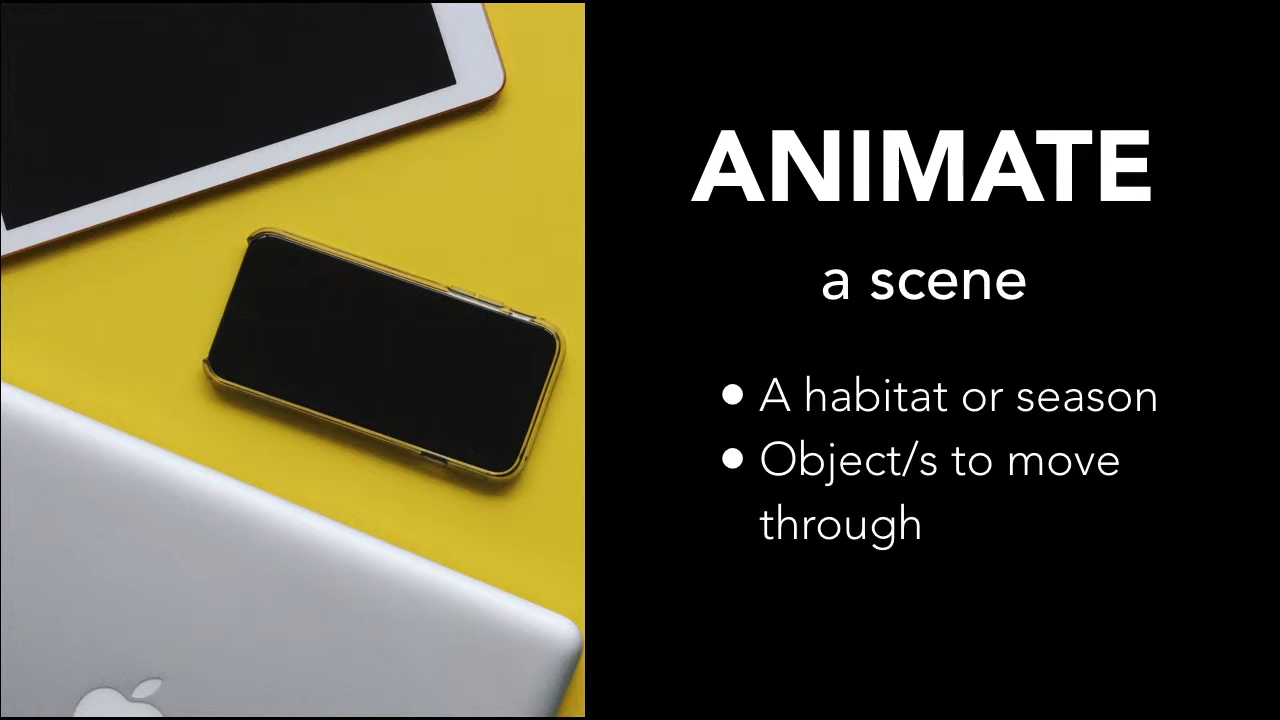 ANIMATE
a scene
● A habitat or season
● Object/s to move
through